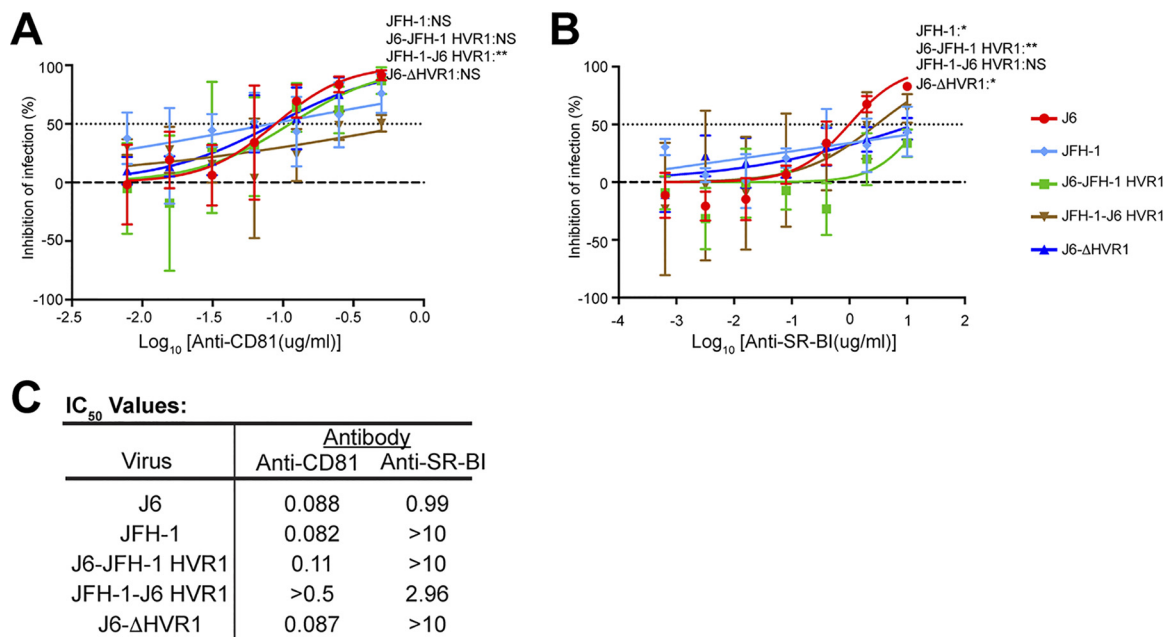 A
JFH-1:NS
J6-JFH-1 HVR1:NS
JFH-1-J6 HVR1:**
J6-ΔHVR1:NS
Inhibition of infection (%)
100
50
0
-50
-100
-2.5 -2.0 -1.5 -1.0 -0.5 0.0
Log10 [Anti-CD81(ug/ml)]
B
JFH-1:*
J6-JFH-1 HVR1:**
JFH-1-J6 HVR1:NS
J6-ΔHVR1:*
Inhibition of infection (%)
100
50
0
-50
-100
-4 -3 -2 -1 0 1 2
Log10 [Anti-SR-BI(ug/ml)]
J6
JFH-1
J6-JFH-1 HVR1
JFH-1-J6 HVR1
J6-ΔHVR1
C
IC50 Values:
Antibody
Virus Anti-CD81 Anti-SR-BI
J6 0.088 0.99
JFH-1 0.082 >10
J6-JFH-1 HVR1 0.11 >10
JFH-1-J6 HVR1 >0.5 2.96
J6-ΔHVR1 0.087 >10